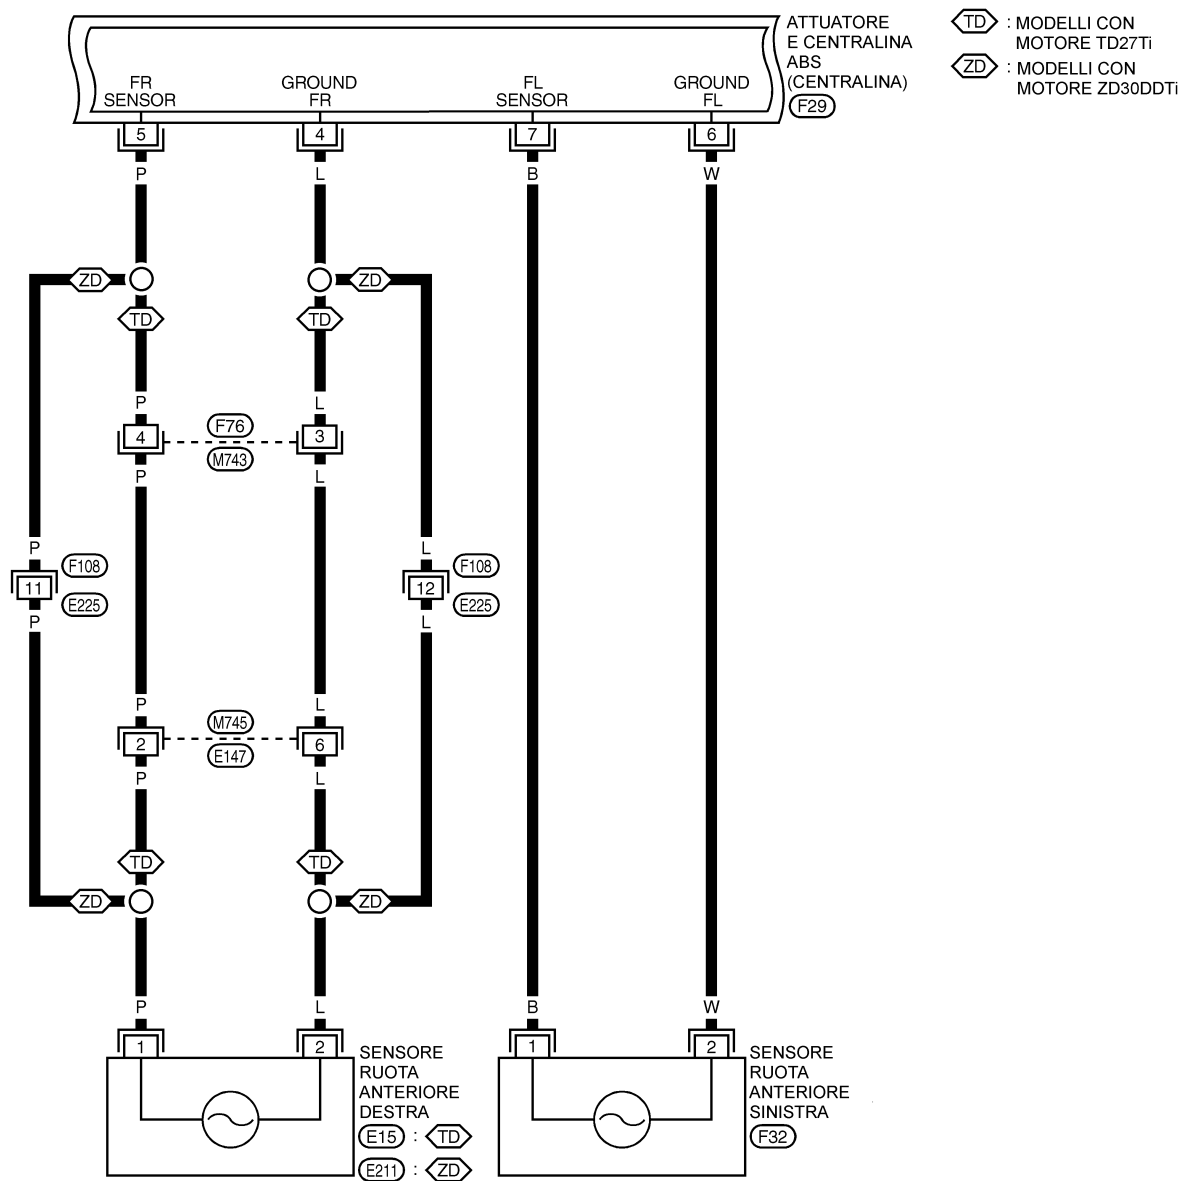 ATTUATORE
E CENTRALINA
ABS
(CENTRALINA)
F29
TD : MODELLI CON
MOTORE TD27Ti
ZD : MODELLI CON
MOTORE ZD30DDTi
FR
SENSOR
GROUND
FR
FL
SENSOR
GROUND
FL
5 4 7 6
P L B W
ZD ZD
TD TD
P L
4 F76 3
M743
P L
P L
11 F108 12 F108
E225 E225
P L
P L
M745
2 6
E147
P L
TD TD
ZD ZD
P L B W
1 2 1 2
SENSORE
RUOTA
ANTERIORE
DESTRA
E15 : TD
E211 : ZD
SENSORE
RUOTA
ANTERIORE
SINISTRA
F32